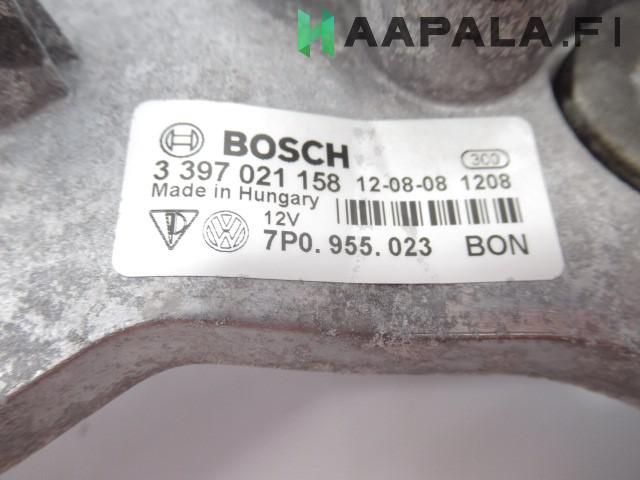 HAAPALA.FI
BOSCH
300
3 397 021 158 12-08-08 1208
Made in Hungary
12V
7P0.955.023 BON